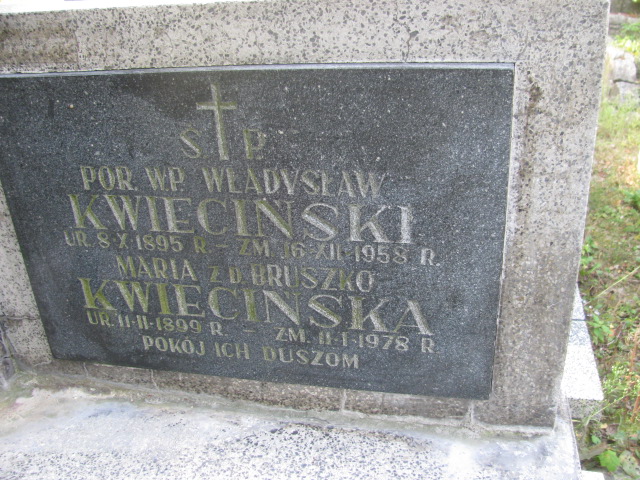 Ś P.
POR. W.P. WŁADYSŁAW
KWIECIŃSKI
UR. 8-X-1895 R. - ZM. 16-XII-1958 R.
MARIA Z D. BRUSZKO
KWIECIŃSKA
UR. 11-II-1899 R. - ZM. 11-I-1978 R.
POKÓJ ICH DUSZOM